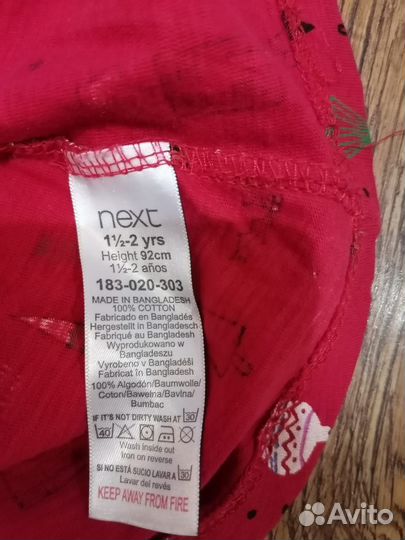 next
1½-2 yrs
Height 92cm
1½-2 años
183-020-303
MADE IN BANGLADESH
100% COTTON
Fabricado en Bangladés
Hergestellt in Bangladesch
Fabriqué au Bangladesh
Wyprodukowano w
Bangladeszu
Vyrobeno v Bangladéši
Fabricat în Bangladesh
100% Algodón/Baumwolle/
Coton/Bawełna/Bavlna/
Bumbac
IF IT'S NOT DIRTY WASH AT 30
40
Wash inside out
Iron on reverse
SI NO ESTÁ SUCIO LAVAR A 30
Lavar del revés
KEEP AWAY FROM FIRE
Avito